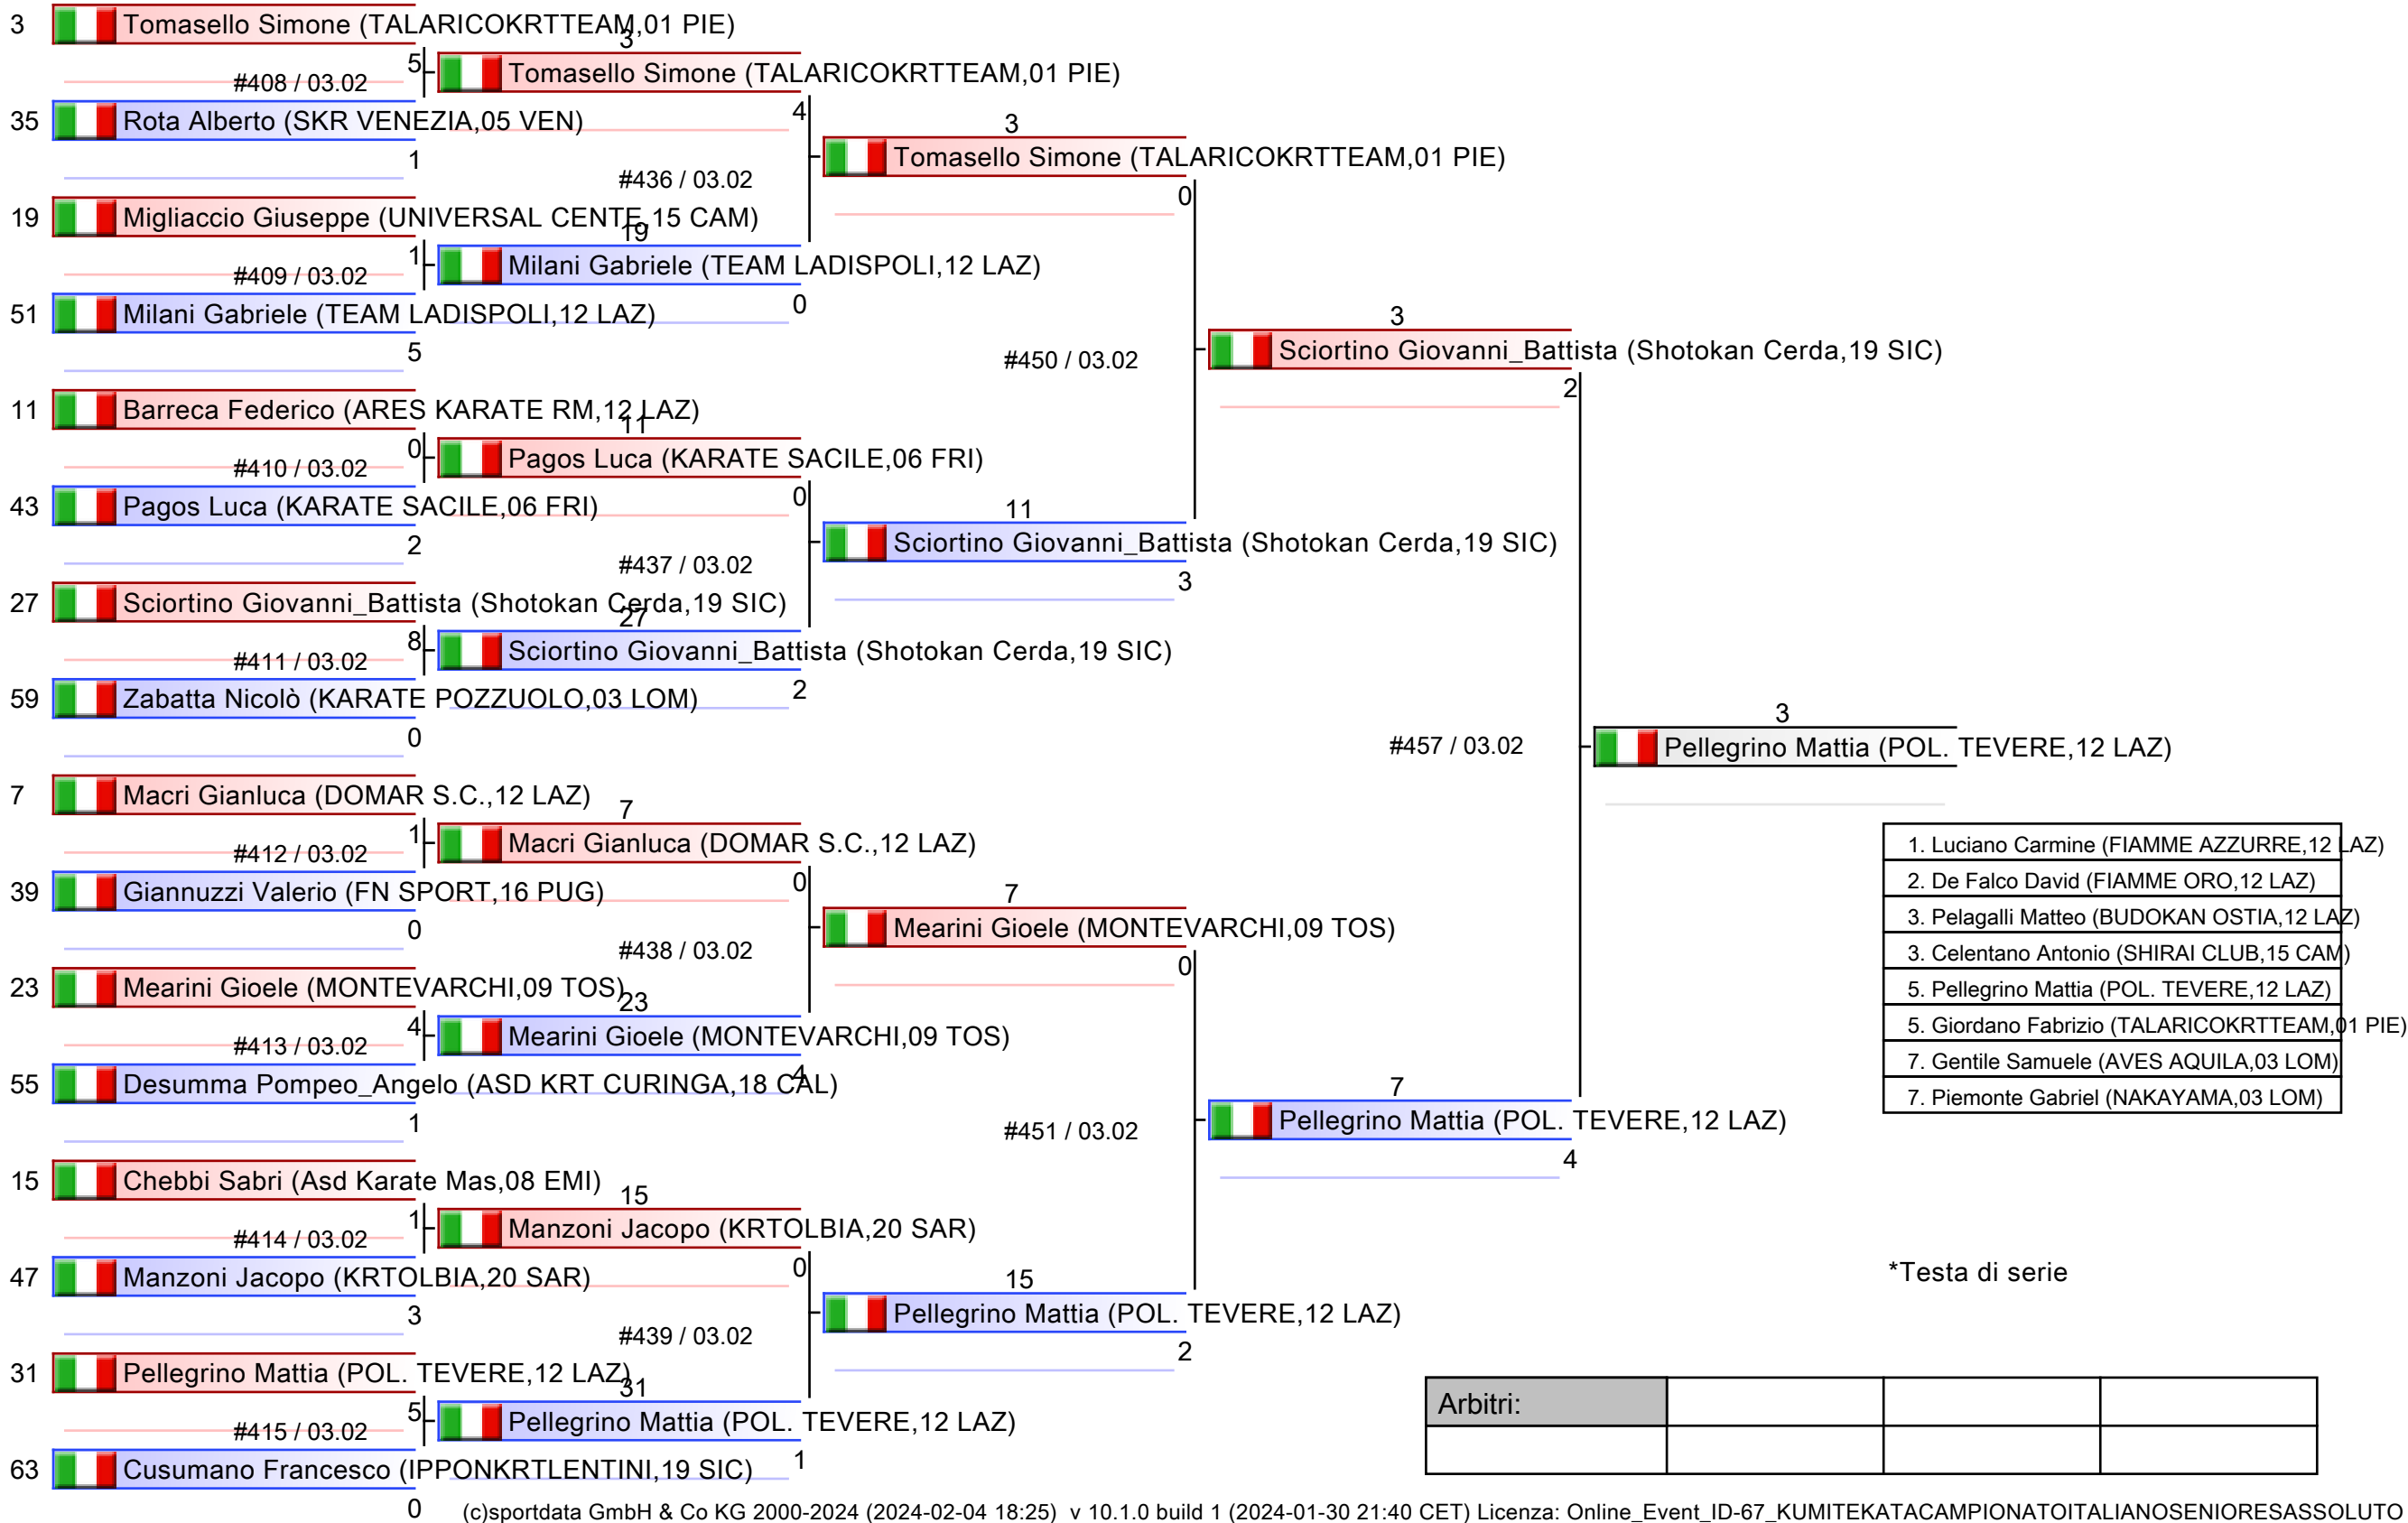 3 Tomasello Simone (TALARICOKRTTEAM,01 PIE)
5
#408 / 03.02
35 Rota Alberto (SKR VENEZIA,05 VEN)
1
19 Migliaccio Giuseppe (UNIVERSAL CENTE,15 CAM)
1
#409 / 03.02
51 Milani Gabriele (TEAM LADISPOLI,12 LAZ)
5
11 Barreca Federico (ARES KARATE RM,12 LAZ)
0
#410 / 03.02
43 Pagos Luca (KARATE SACILE,06 FRI)
2
27 Sciortino Giovanni_Battista (Shotokan Cerda,19 SIC)
8
#411 / 03.02
59 Zabatta Nicolò (KARATE POZZUOLO,03 LOM)
0
7 Macri Gianluca (DOMAR S.C.,12 LAZ)
1
#412 / 03.02
39 Giannuzzi Valerio (FN SPORT,16 PUG)
0
23 Mearini Gioele (MONTEVARCHI,09 TOS)
4
#413 / 03.02
55 Desumma Pompeo_Angelo (ASD KRT CURINGA,18 CAL)
1
15 Chebbi Sabri (Asd Karate Mas,08 EMI)
1
#414 / 03.02
47 Manzoni Jacopo (KRTOLBIA,20 SAR)
3
31 Pellegrino Mattia (POL. TEVERE,12 LAZ)
5
#415 / 03.02
63 Cusumano Francesco (IPPONKRTLENTINI,19 SIC)
0
3
Tomasello Simone (TALARICOKRTTEAM,01 PIE)
4
#436 / 03.02
19
Milani Gabriele (TEAM LADISPOLI,12 LAZ)
0
11
Pagos Luca (KARATE SACILE,06 FRI)
0
#437 / 03.02
27
Sciortino Giovanni_Battista (Shotokan Cerda,19 SIC)
2
7
Macri Gianluca (DOMAR S.C.,12 LAZ)
0
#438 / 03.02
23
Mearini Gioele (MONTEVARCHI,09 TOS)
4
15
Manzoni Jacopo (KRTOLBIA,20 SAR)
0
#439 / 03.02
31
Pellegrino Mattia (POL. TEVERE,12 LAZ)
1
3
Tomasello Simone (TALARICOKRTTEAM,01 PIE)
0
#450 / 03.02
11
Sciortino Giovanni_Battista (Shotokan Cerda,19 SIC)
3
7
Mearini Gioele (MONTEVARCHI,09 TOS)
0
#451 / 03.02
15
Pellegrino Mattia (POL. TEVERE,12 LAZ)
2
3
Sciortino Giovanni_Battista (Shotokan Cerda,19 SIC)
2
#457 / 03.02
7
Pellegrino Mattia (POL. TEVERE,12 LAZ)
4
3
Pellegrino Mattia (POL. TEVERE,12 LAZ)
1. Luciano Carmine (FIAMME AZZURRE,12 LAZ)
2. De Falco David (FIAMME ORO,12 LAZ)
3. Pelagalli Matteo (BUDOKAN OSTIA,12 LAZ)
3. Celentano Antonio (SHIRAI CLUB,15 CAM)
5. Pellegrino Mattia (POL. TEVERE,12 LAZ)
5. Giordano Fabrizio (TALARICOKRTTEAM,01 PIE)
7. Gentile Samuele (AVES AQUILA,03 LOM)
7. Piemonte Gabriel (NAKAYAMA,03 LOM)
*Testa di serie
Arbitri:
(c)sportdata GmbH & Co KG 2000-2024 (2024-02-04 18:25) v 10.1.0 build 1 (2024-01-30 21:40 CET) Licenza: Online_Event_ID-67_KUMITEKATACAMPIONATOITALIANOSENIORESASSOLUTO